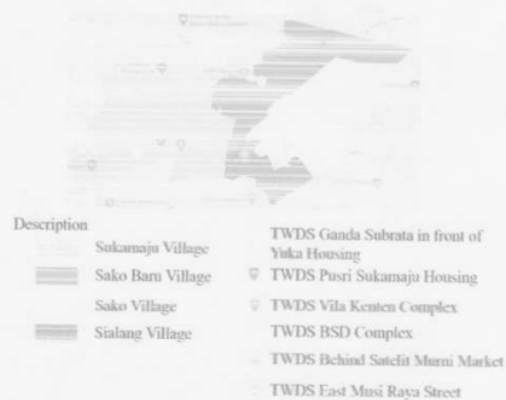 Description
Sukamaju Village
Sako Baru Village
Sako Village
Sialang Village
TWDS Ganda Subrata in front of
Yuka Housing
TWDS Pusri Sukamaju Housing
TWDS Vila Kenten Complex
TWDS BSD Complex
TWDS Behind Satelit Murni Market
TWDS East Musi Raya Street